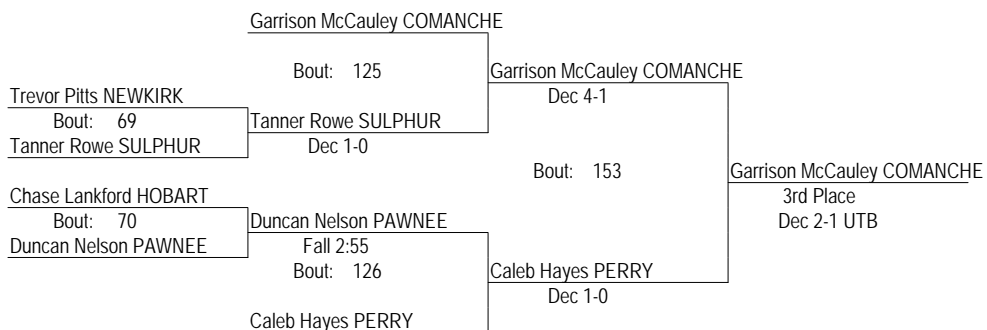 Garrison McCauley COMANCHE
Bout: 125
Garrison McCauley COMANCHE
Dec 4-1
Trevor Pitts NEWKIRK
Bout: 69
Tanner Rowe SULPHUR
Tanner Rowe SULPHUR
Dec 1-0
Bout: 153
Garrison McCauley COMANCHE
3rd Place
Dec 2-1 UTB
Chase Lankford HOBART
Bout: 70
Duncan Nelson PAWNEE
Duncan Nelson PAWNEE
Fall 2:55
Bout: 126
Caleb Hayes PERRY
Dec 1-0
Caleb Hayes PERRY